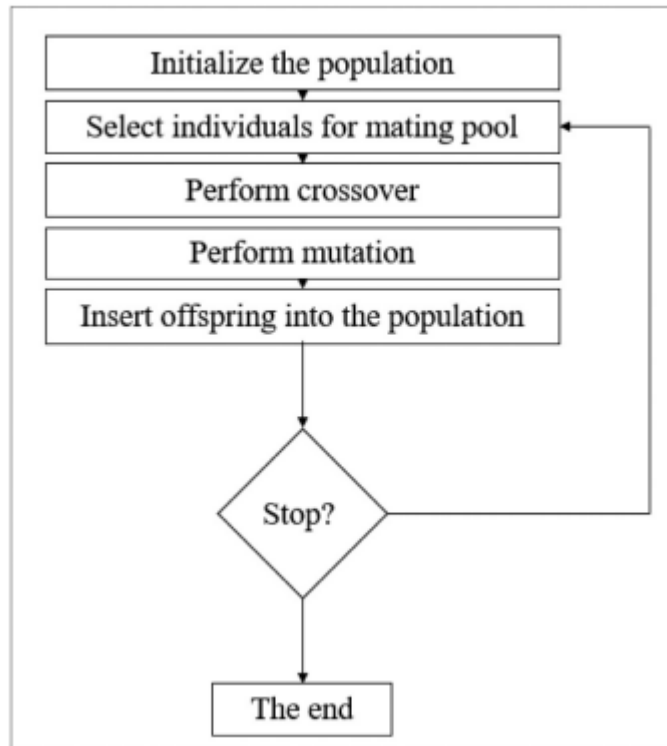 Initialize the population
Select individuals for mating pool
Perform crossover
Perform mutation
Insert offspring into the population
Stop?
The end